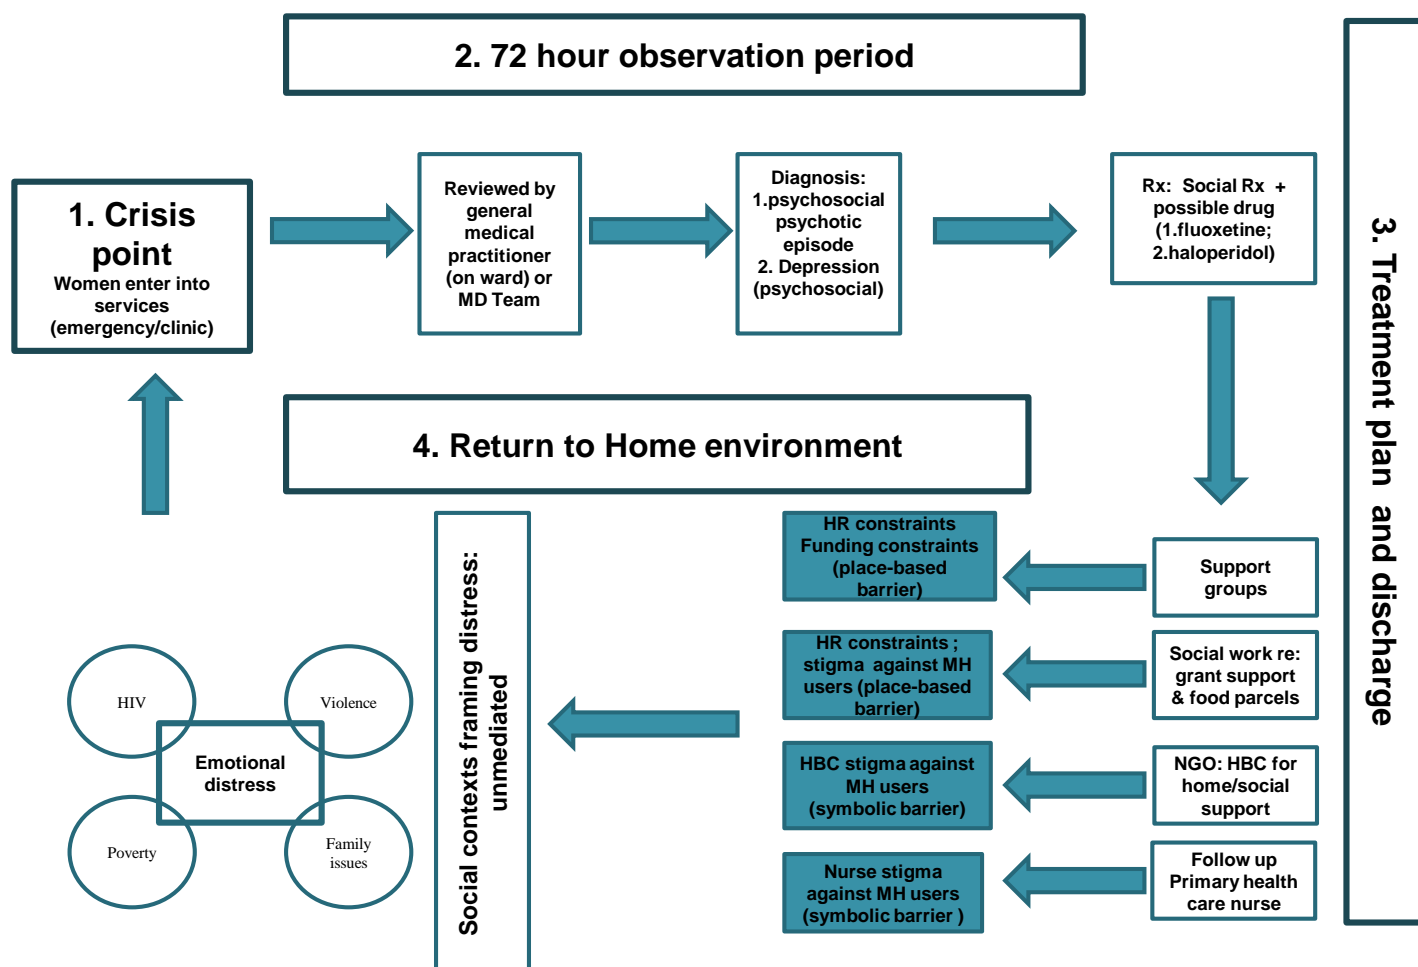 2. 72 hour observation period
1. Crisis
point
Women enter into
services
(emergency/clinic)
Reviewed by
general
medical
practitioner
(on ward) or
MD Team
Diagnosis:
1.psychosocial
psychotic
episode
2. Depression
(psychosocial)
Rx:  Social Rx  +
possible drug
(1.fluoxetine;
2.haloperidol)
3. Treatment plan  and discharge
4. Return to Home environment
Support
groups
Social work re:
grant support
& food parcels
NGO: HBC for
home/social
support
Follow up
Primary health
care nurse
HR constraints
Funding constraints
(place-based
barrier)
HR constraints ;
stigma  against MH
users (place-based
barrier)
HBC stigma against
MH users
(symbolic barrier)
Nurse stigma
against MH users
(symbolic barrier )
Social contexts framing distress:
unmediated
HIV
Violence
Emotional
distress
Poverty
Family
issues